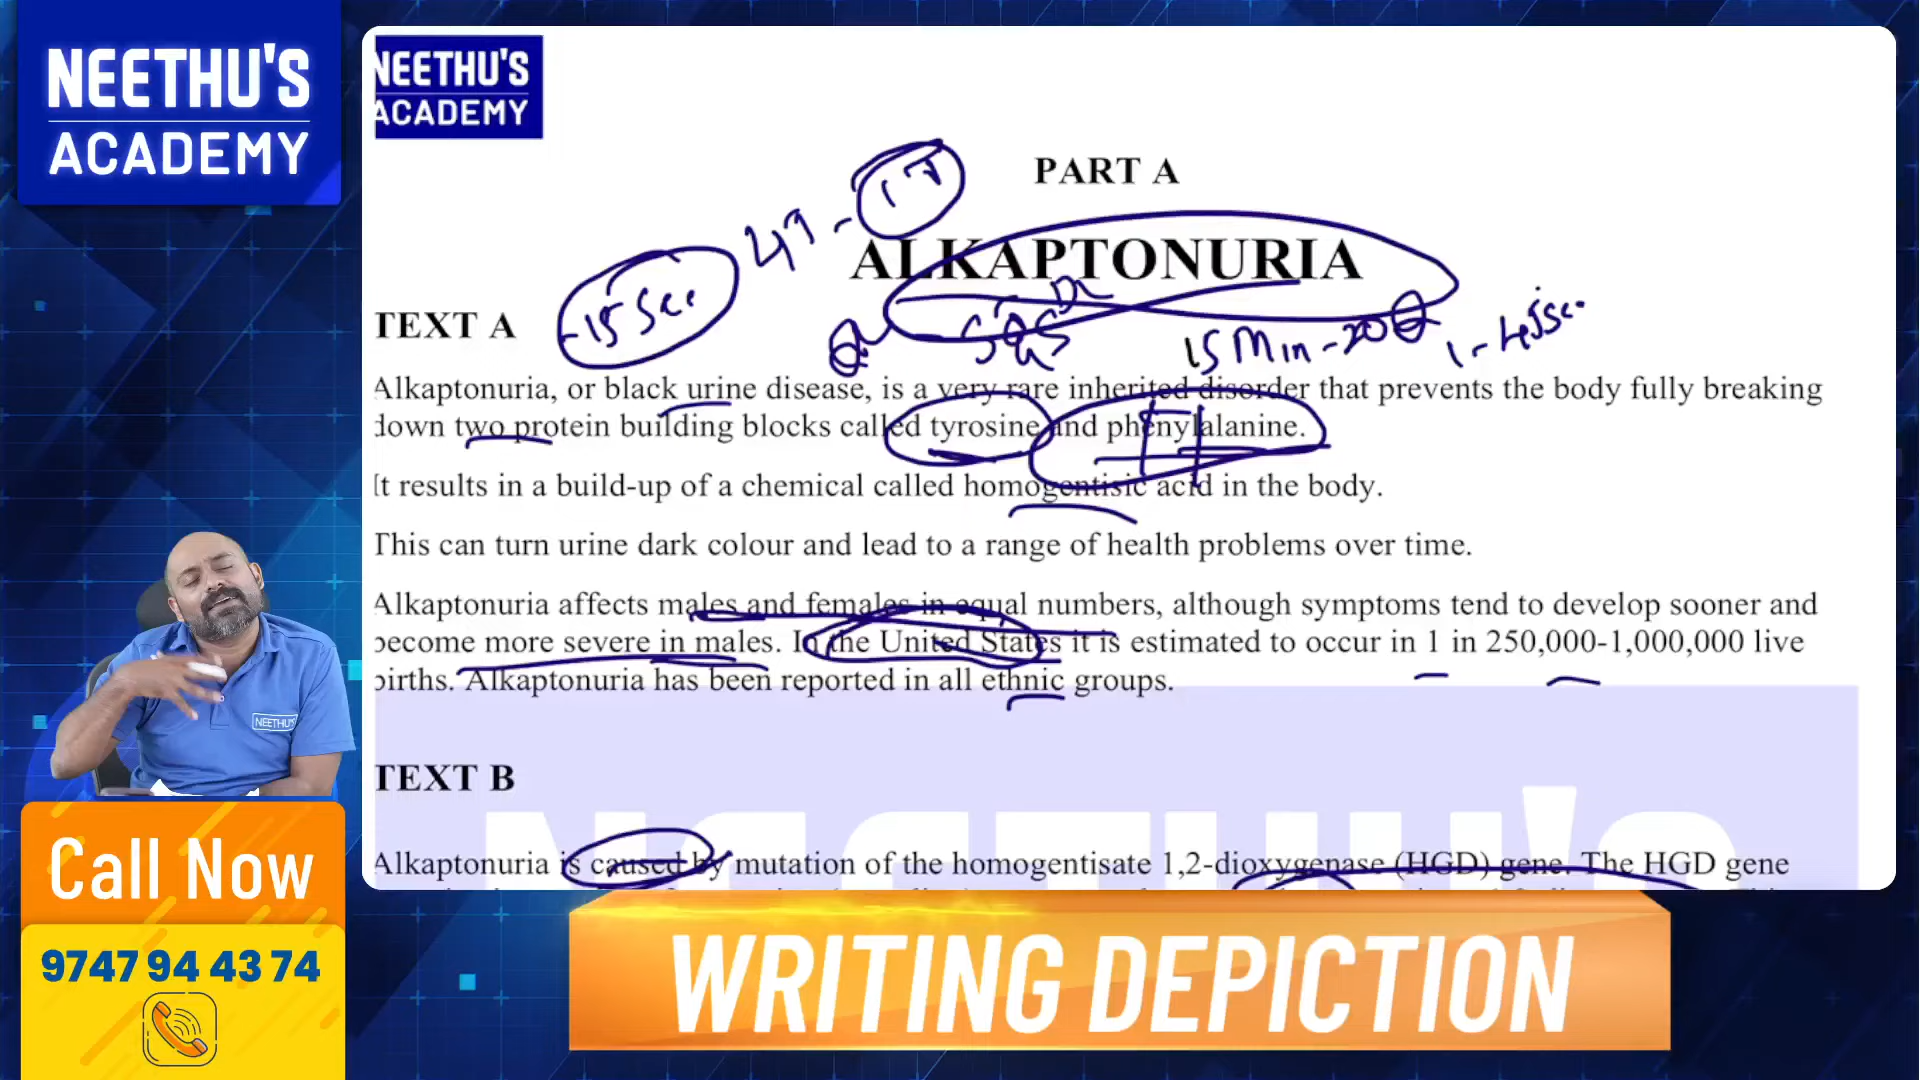 NEETHU'S
ACADEMY
NEETHU'S
ACADEMY
PART A
ALKAPTONURIA
TEXT A
15 Sec
15 Min - 20 Q
Alkaptonuria, or black urine disease, is a very rare inherited disorder that prevents the body fully breaking
down two protein building blocks called tyrosine and phenylalanine.
It results in a build-up of a chemical called homogentisic acid in the body.
This can turn urine dark colour and lead to a range of health problems over time.
Alkaptonuria affects males and females in equal numbers, although symptoms tend to develop sooner and
become more severe in males. In the United States it is estimated to occur in 1 in 250,000-1,000,000 live
births. Alkaptonuria has been reported in all ethnic groups.
TEXT B
Alkaptonuria is caused by mutation of the homogentisate 1,2-dioxygenase (HGD) gene. The HGD gene
NEETHU'S
Call Now
9747 94 43 74
WRITING DEPICTION